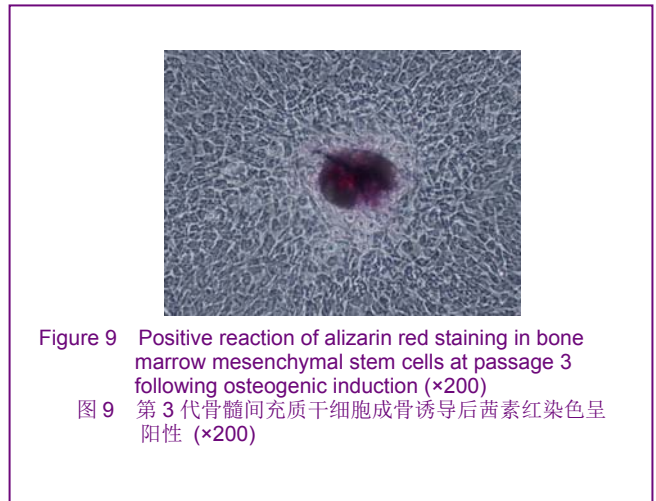 Figure 9 Positive reaction of alizarin red staining in bone
marrow mesenchymal stem cells at passage 3
following osteogenic induction (×200)
图 9 第 3 代骨髓间充质干细胞成骨诱导后茜素红染色呈
阳性 (×200)